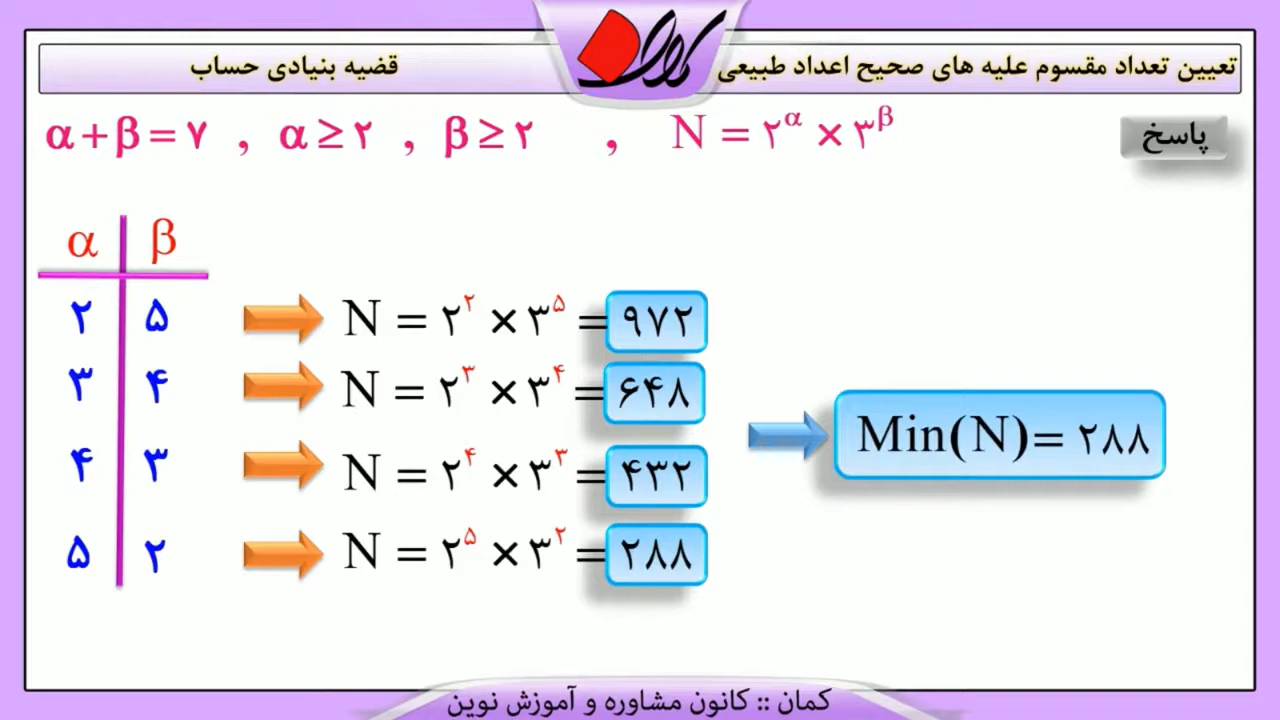 تعیین تعداد مقسوم علیه های صحیح اعداد طبیعی
کمان
قضیه بنیادی حساب
پاسخ
α + β = ۷ , α ≥ ۲ , β ≥ ۲ , N = ۲^α × ۳^β
α β
۲ ۵ N = ۲^۲ × ۳^۵ = ۹۷۲
۳ ۴ N = ۲^۳ × ۳^۴ = ۶۴۸
۴ ۳ N = ۲^۴ × ۳^۳ = ۴۳۲
۵ ۲ N = ۲^۵ × ۳^۲ = ۲۸۸
Min(N) = ۲۸۸
کمان :: کانون مشاوره و آموزش نوین